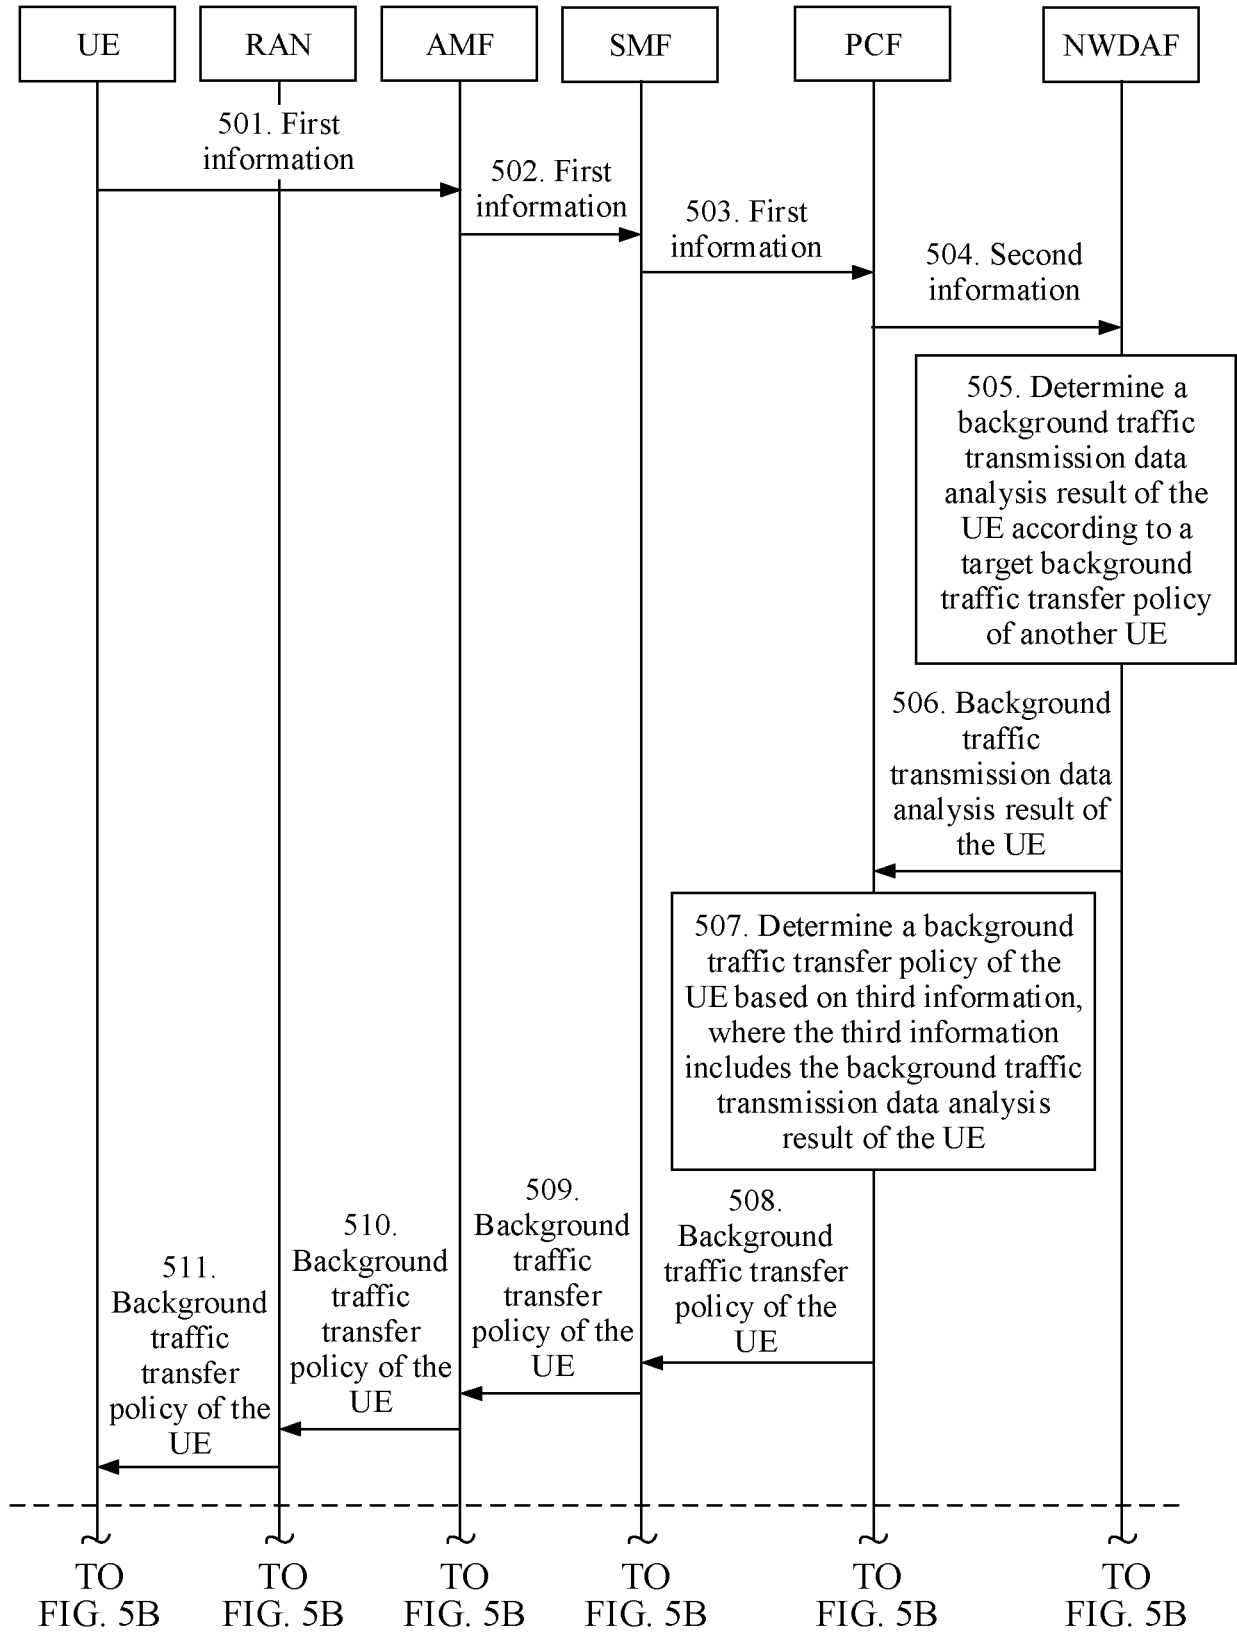 UE
RAN
AMF
SMF
PCF
NWDAF
501. First
information
502. First
information
503. First
information
504. Second
information
505. Determine a
background traffic
transmission data
analysis result of the
UE according to a
target background
traffic transfer policy
of another UE
506. Background
traffic
transmission data
analysis result of
the UE
507. Determine a background
traffic transfer policy of the
UE based on third information,
where the third information
includes the background traffic
transmission data analysis
result of the UE
508.
Background
traffic transfer
policy of the
UE
509.
Background
traffic
transfer
policy of the
UE
510.
Background
traffic
transfer
policy of the
UE
511.
Background
traffic
transfer
policy of the
UE
TO
FIG. 5B
TO
FIG. 5B
TO
FIG. 5B
TO
FIG. 5B
TO
FIG. 5B
TO
FIG. 5B